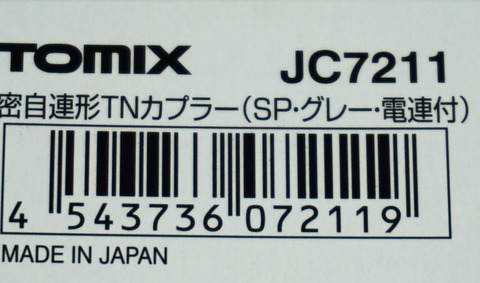 TOMIX JC7211
密自連形TNカプラー(SP・グレー・電連付)
4 543736 072119
MADE IN JAPAN